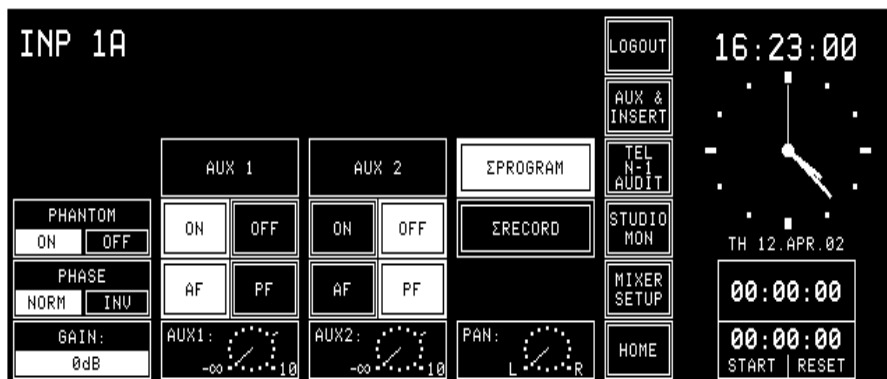 INP 1A
AUX 1
AUX 2
ΣPROGRAM
PHANTOM
ON OFF
ON OFF
ON OFF
ΣRECORD
PHASE
NORM INV
AF PF
AF PF
GAIN:
0dB
AUX1:
-∞ 10
AUX2:
-∞ 10
PAN:
L R
LOGOUT
AUX &
INSERT
TEL
N-1
AUDIT
STUDIO
MON
MIXER
SETUP
HOME
16:23:00
TH 12.APR.02
00:00:00
00:00:00
START | RESET